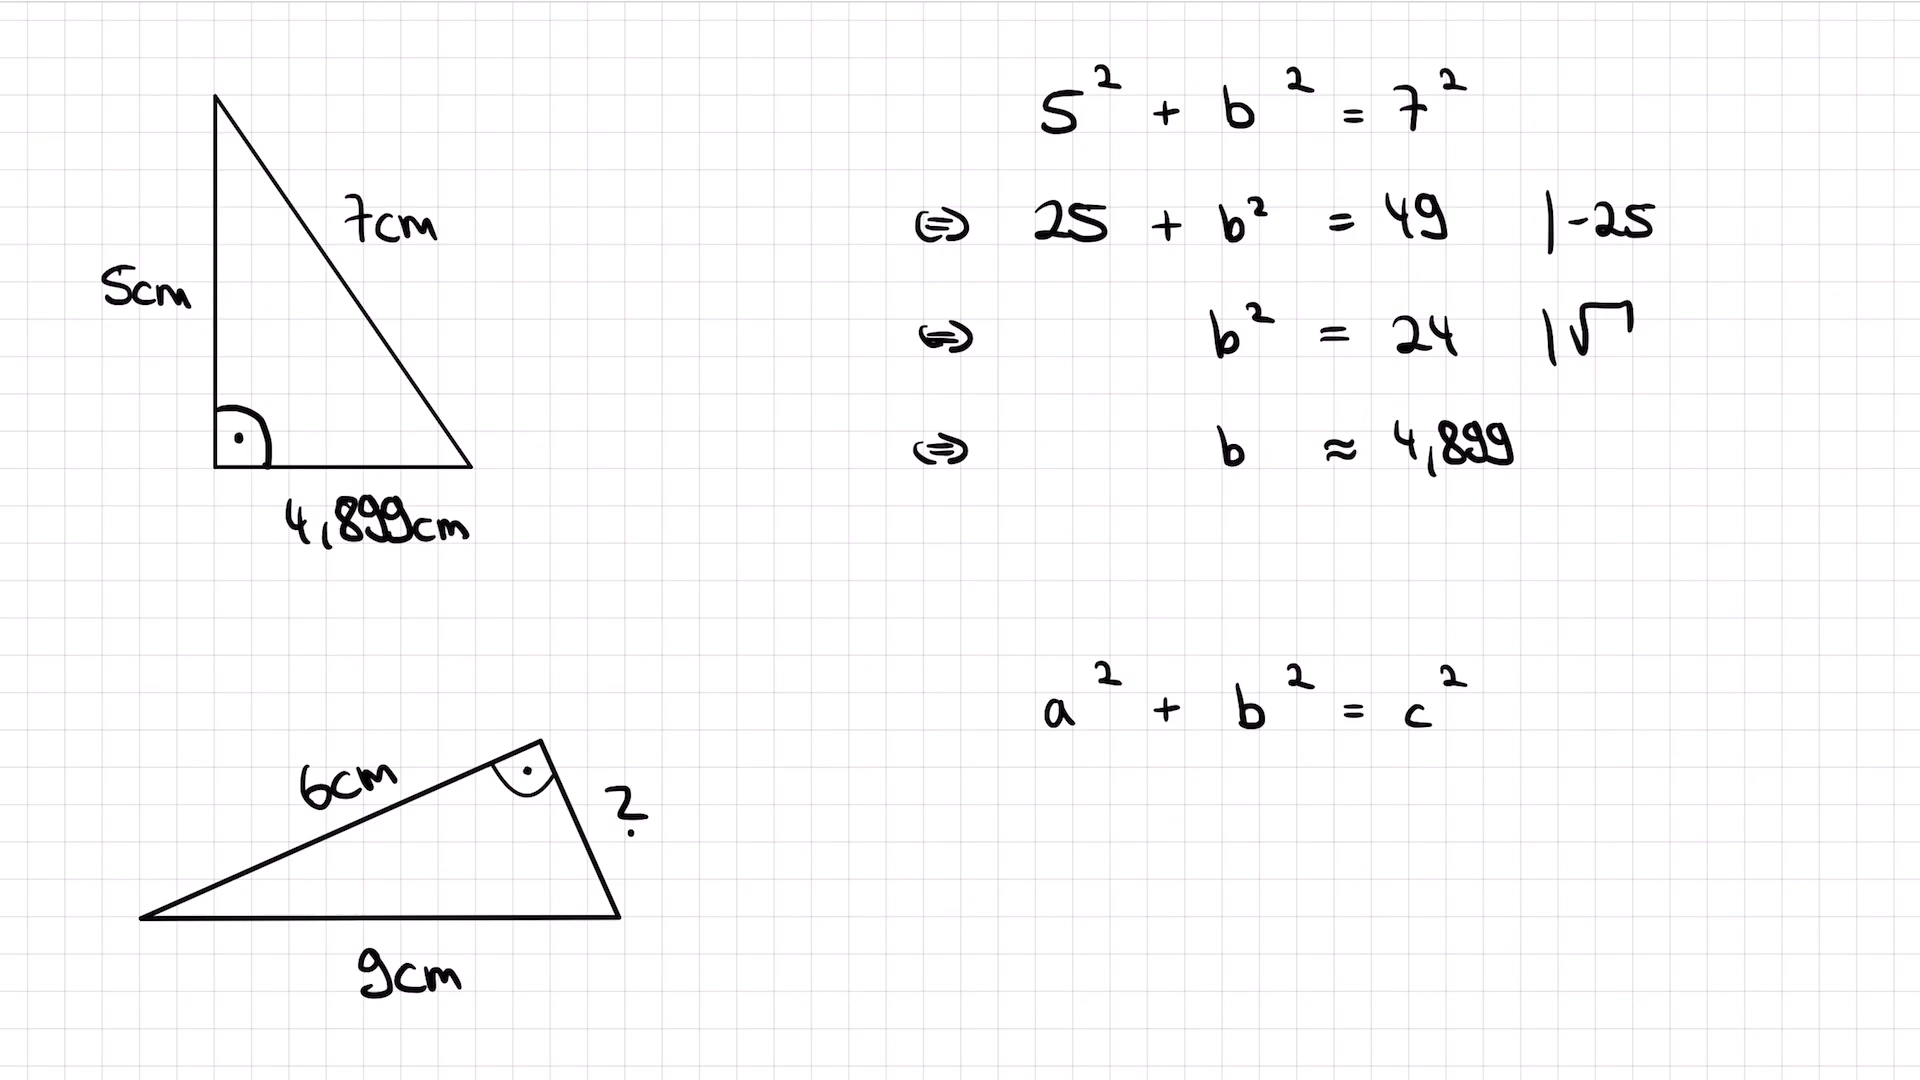 5² + b² = 7²
7cm
⇔ 25 + b² = 49 |-25
5cm
⇔ b² = 24 |√
⇔ b ≈ 4,899
4,899cm
a² + b² = c²
6cm
?
9cm